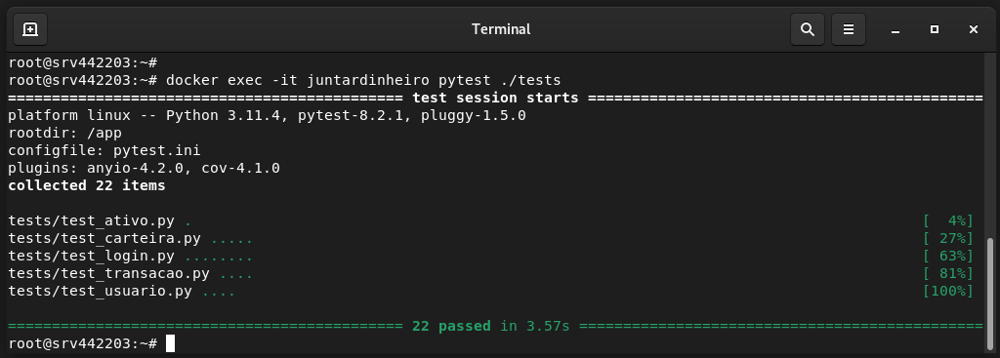 Terminal
root@srv442203:~#
root@srv442203:~# docker exec -it juntardinheiro pytest ./tests
============================================= test session starts =============================================
platform linux -- Python 3.11.4, pytest-8.2.1, pluggy-1.5.0
rootdir: /app
configfile: pytest.ini
plugins: anyio-4.2.0, cov-4.1.0
collected 22 items
tests/test_ativo.py . [  4%]
tests/test_carteira.py ..... [ 27%]
tests/test_login.py ........ [ 63%]
tests/test_transacao.py .... [ 81%]
tests/test_usuario.py .... [100%]
============================================= 22 passed in 3.57s ==============================================
root@srv442203:~#